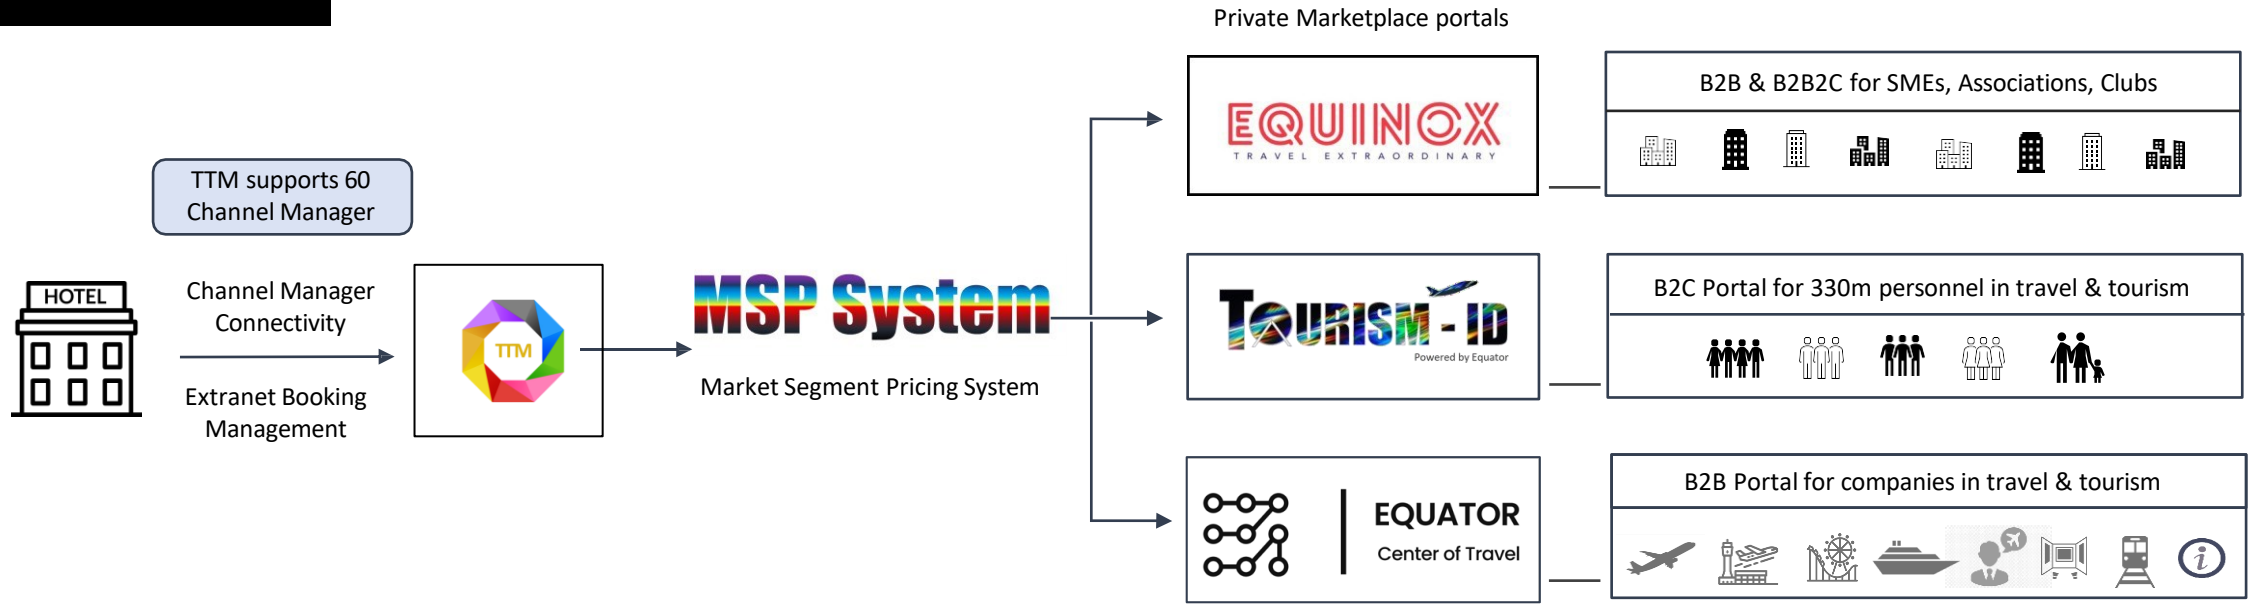 Private Marketplace portals
TTM supports 60
Channel Manager
HOTEL
Channel Manager
Connectivity
Extranet Booking
Management
TTM
MSP System
Market Segment Pricing System
EQUINOX
TRAVEL EXTRAORDINARY
B2B & B2B2C for SMEs, Associations, Clubs
TOURISM - ID
Powered by Equator
B2C Portal for 330m personnel in travel & tourism
EQUATOR
Center of Travel
B2B Portal for companies in travel & tourism
i